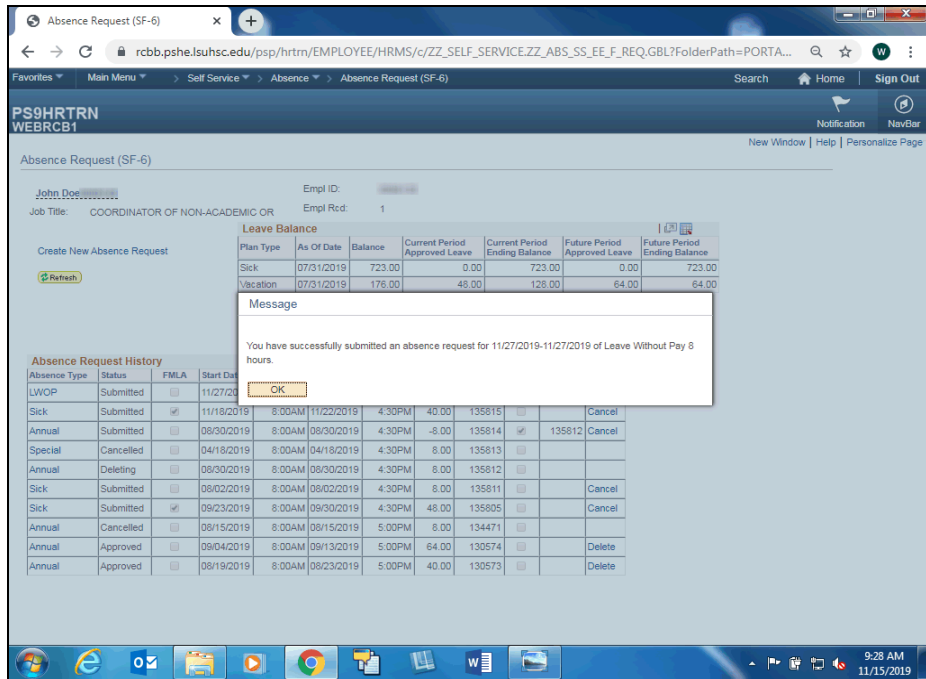 Absence Request (SF-6)
rcbb.pshe.lsuhsc.edu/psp/hrtrn/EMPLOYEE/HRMS/c/ZZ_SELF_SERVICE.ZZ_ABS_SS_EE_F_REQ.GBL?FolderPath=PORTA... W
Favorites Main Menu > Self Service > Absence > Absence Request (SF-6) Search Home Sign Out
PS9HRTRN
WEBRCB1
Notification NavBar
New Window | Help | Personalize Page
Absence Request (SF-6)
John Doe Empl ID:
Job Title: COORDINATOR OF NON-ACADEMIC OR Empl Rcd: 1
Leave Balance
Create New Absence Request
Refresh
Plan Type As Of Date Balance Current Period Approved Leave Current Period Ending Balance Future Period Approved Leave Future Period Ending Balance
Sick 07/31/2019 723.00 0.00 723.00 0.00 723.00
Vacation 07/31/2019 176.00 48.00 128.00 64.00 64.00
Message
You have successfully submitted an absence request for 11/27/2019-11/27/2019 of Leave Without Pay 8
hours.
OK
Absence Request History
Absence Type Status FMLA Start Dat
LWOP Submitted 11/27/20
Sick Submitted 11/18/2019 8:00AM 11/22/2019 4:30PM 40.00 135815 Cancel
Annual Submitted 08/30/2019 8:00AM 08/30/2019 4:30PM -8.00 135814 135812 Cancel
Special Cancelled 04/18/2019 8:00AM 04/18/2019 4:30PM 8.00 135813
Annual Deleting 08/30/2019 8:00AM 08/30/2019 4:30PM 8.00 135812
Sick Submitted 08/02/2019 8:00AM 08/02/2019 4:30PM 8.00 135811 Cancel
Sick Submitted 09/23/2019 8:00AM 09/30/2019 4:30PM 48.00 135805 Cancel
Annual Cancelled 08/15/2019 8:00AM 08/15/2019 5:00PM 8.00 134471
Annual Approved 09/04/2019 8:00AM 09/13/2019 5:00PM 64.00 130574 Delete
Annual Approved 08/19/2019 8:00AM 08/23/2019 5:00PM 40.00 130573 Delete
9:28 AM
11/15/2019